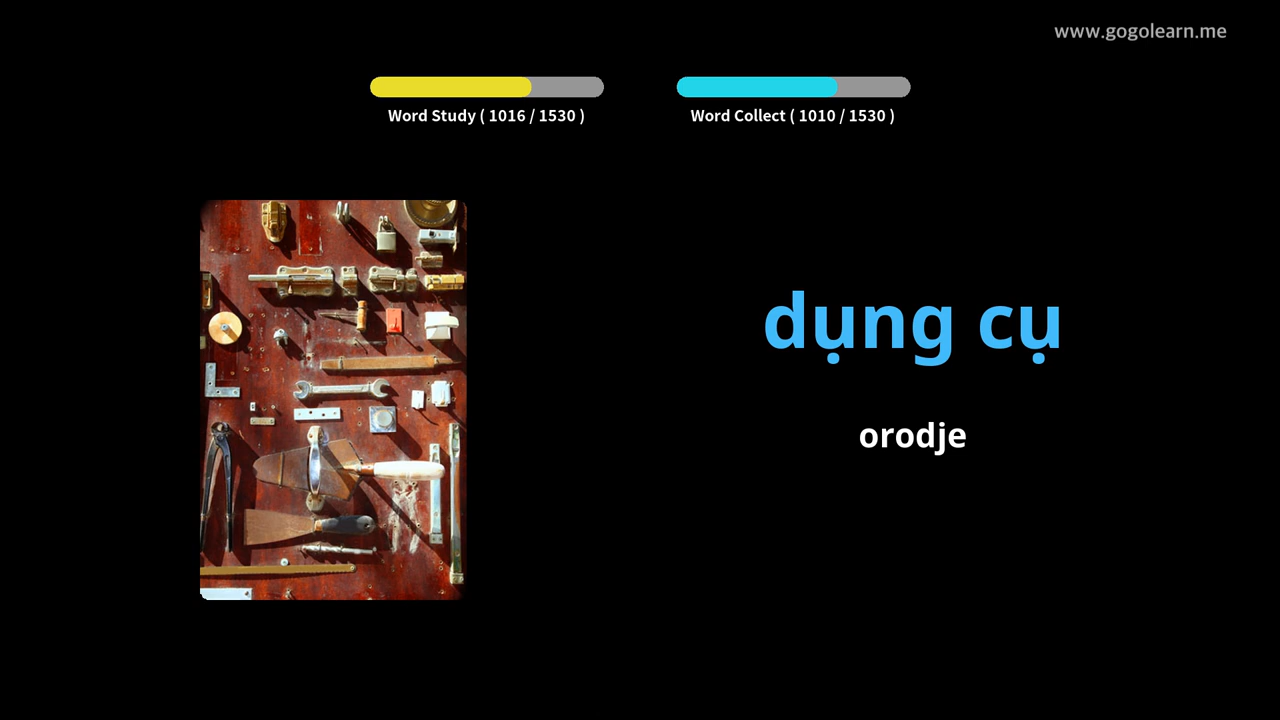 www.gogolearn.me
Word Study ( 1016 / 1530 )
Word Collect ( 1010 / 1530 )
dụng cụ
orodje